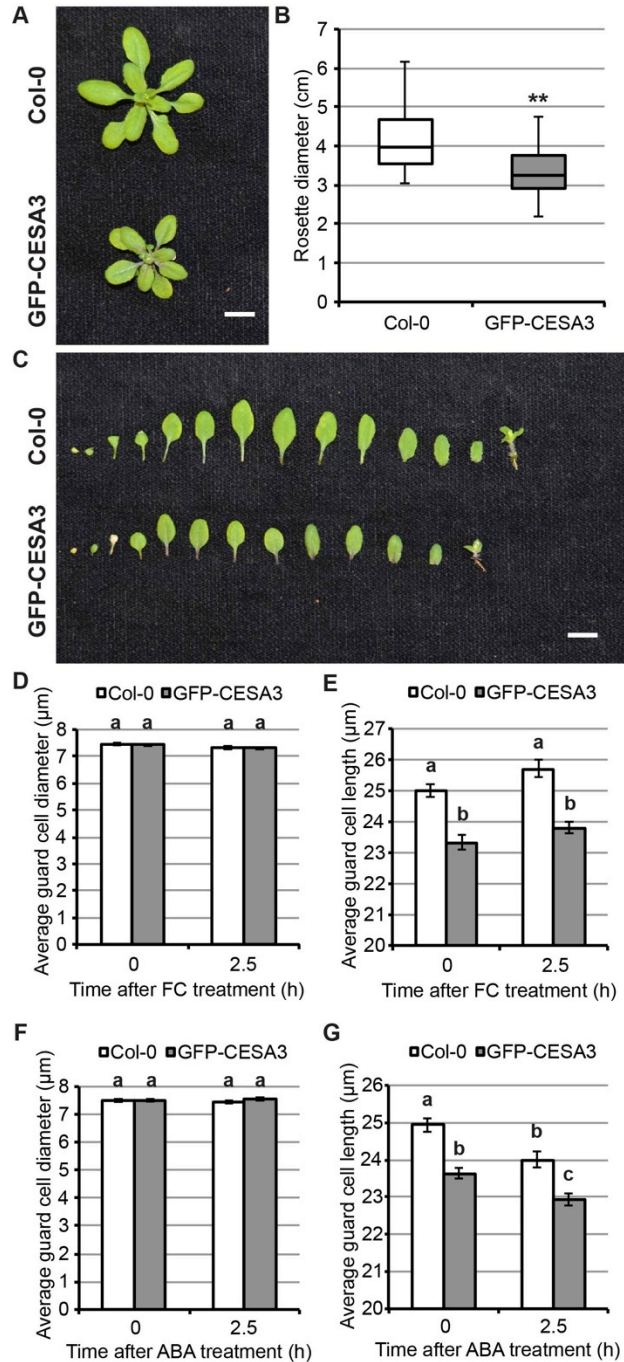 A
Col-0
GFP-CESA3
B
Rosette diameter (cm)
7
6
5
4
3
2
1
0
**
Col-0 GFP-CESA3
C
Col-0
GFP-CESA3
D
Col-0 GFP-CESA3
Average guard cell diameter (µm)
8
7
6
5
4
3
2
1
0
a a a a
0 2.5
Time after FC treatment (h)
E
Col-0 GFP-CESA3
Average guard cell length (µm)
27
26
25
24
23
22
21
20
a b a b
0 2.5
Time after FC treatment (h)
F
Col-0 GFP-CESA3
Average guard cell diameter (µm)
8
7
6
5
4
3
2
1
0
a a a a
0 2.5
Time after ABA treatment (h)
G
Col-0 GFP-CESA3
Average guard cell length (µm)
26
25
24
23
22
21
20
a b b c
0 2.5
Time after ABA treatment (h)